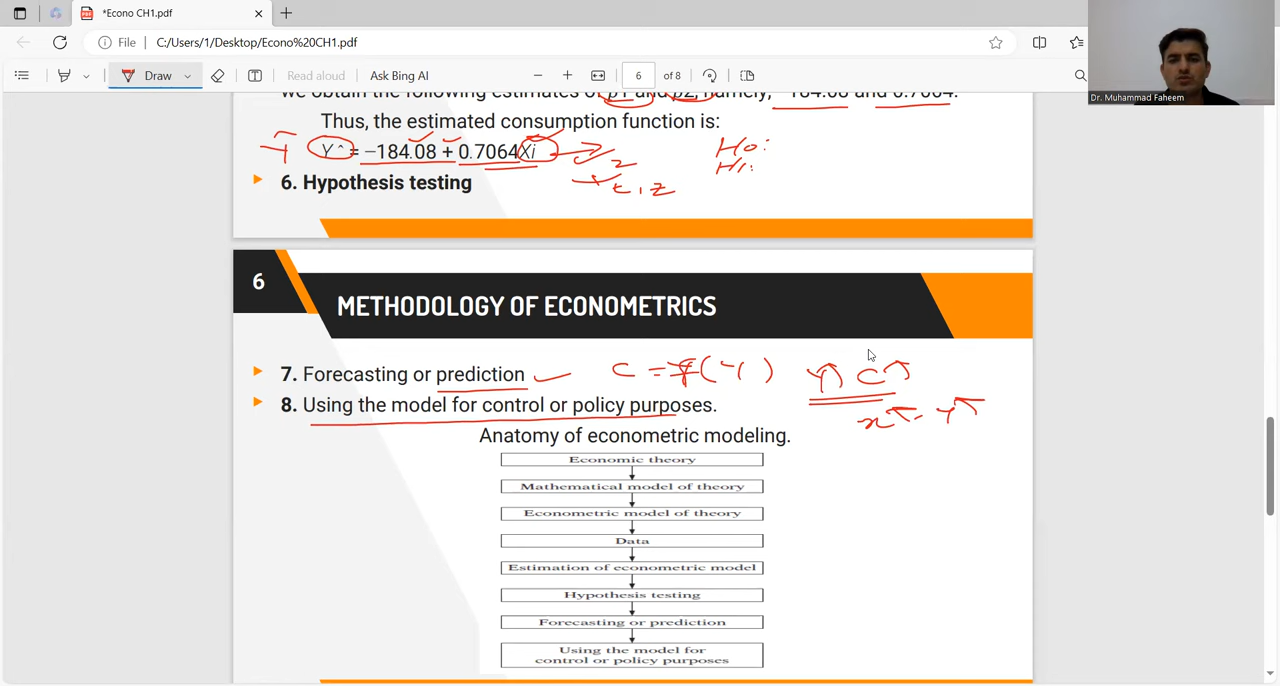 *Econo CH1.pdf
File C:/Users/1/Desktop/Econo%20CH1.pdf
Draw Read aloud Ask Bing AI 6 of 8
Dr. Muhammad Faheem
we obtain the following estimates of β1 and β2, namely, −184.08 and 0.7064.
Thus, the estimated consumption function is:
Y Yˆ = −184.08 + 0.7064Xi
H0:
H1:
t, z
6. Hypothesis testing
6
METHODOLOGY OF ECONOMETRICS
7. Forecasting or prediction C = f(Y) Y↑ C↑
8. Using the model for control or policy purposes.
x↑ - Y↑
Anatomy of econometric modeling.
Economic theory
Mathematical model of theory
Econometric model of theory
Data
Estimation of econometric model
Hypothesis testing
Forecasting or prediction
Using the model for
control or policy purposes